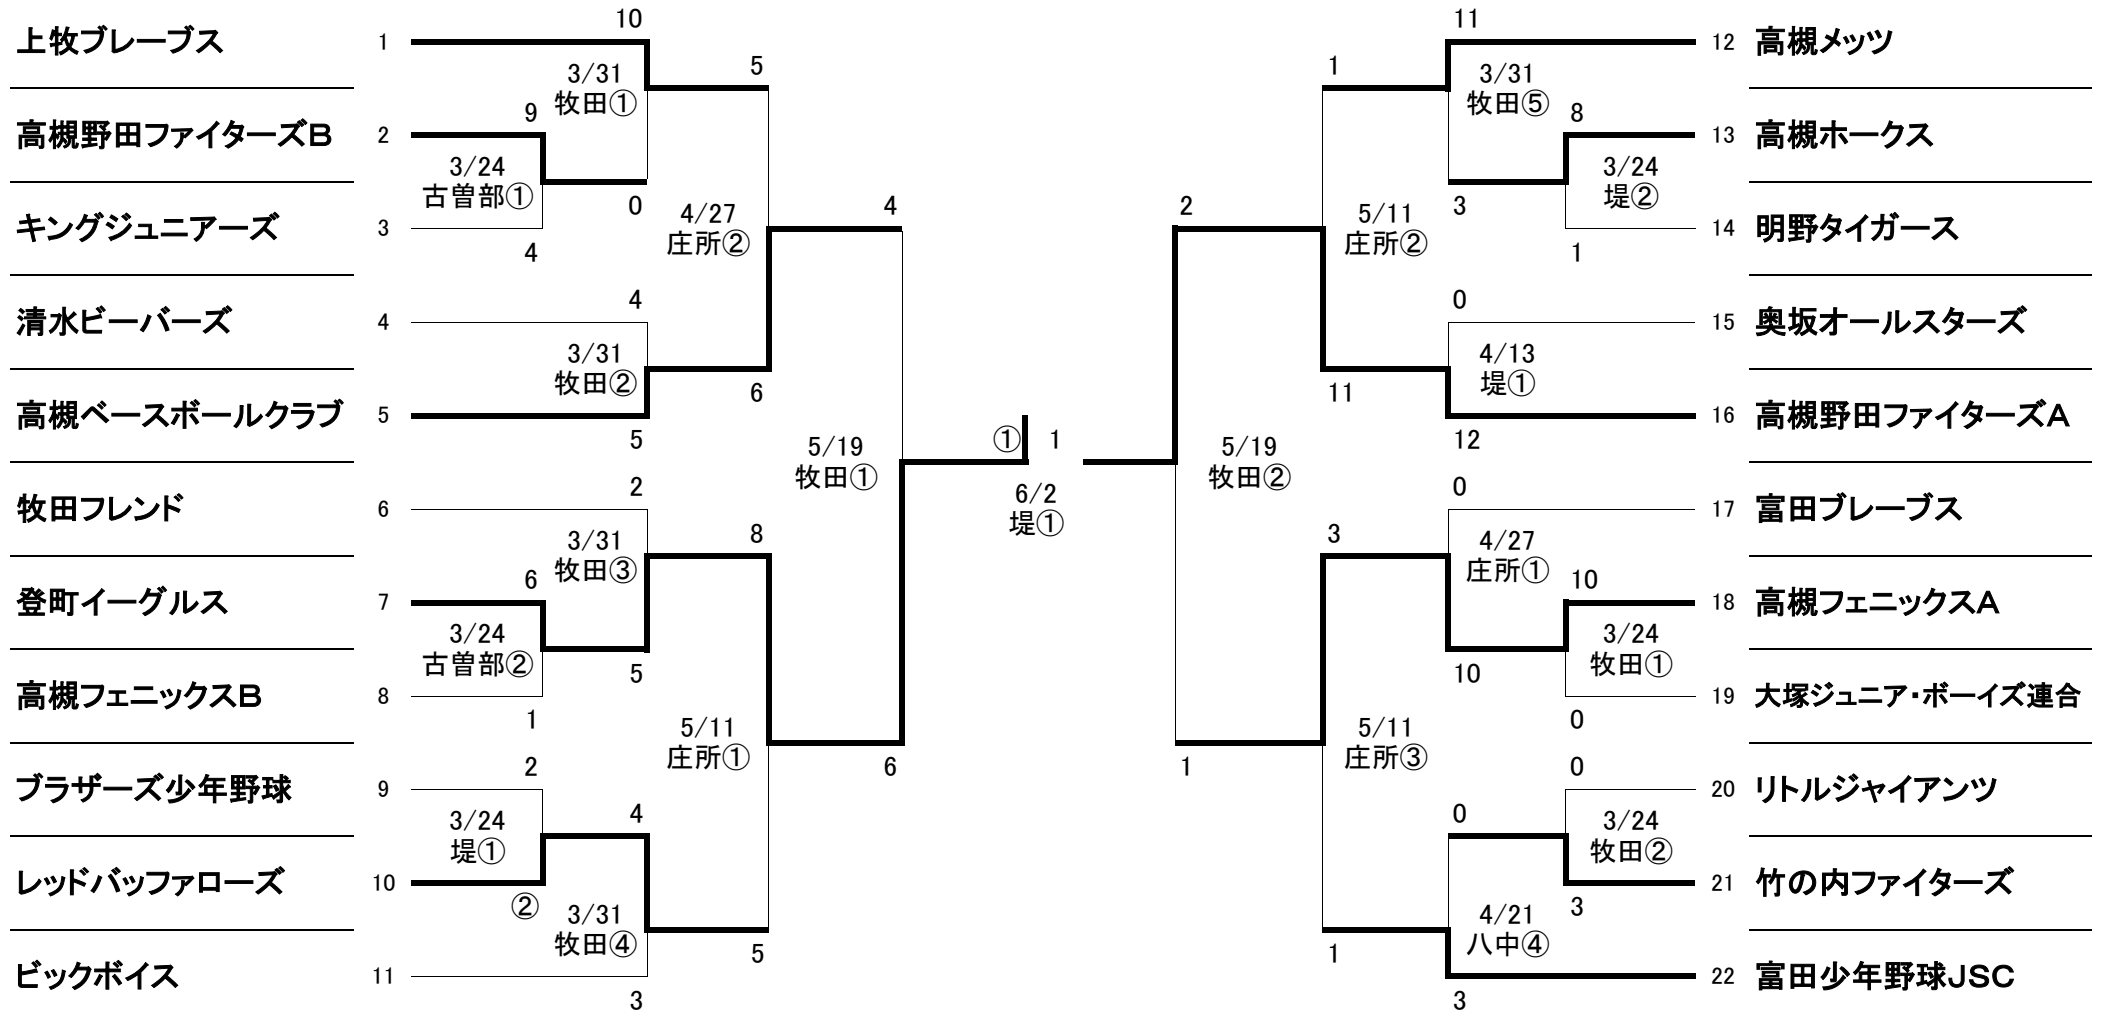 10
上牧ブレーブス 1
5
3/31
牧田①
高槻野田ファイターズB 2
9
3/24
古曽部①
0
キングジュニアーズ 3
4
4/27
庄所②
4
清水ビーバーズ 4
4
3/31
牧田②
6
高槻ベースボールクラブ 5
5
5/19
牧田①
牧田フレンド 6
2
3/31
牧田③
8
登町イーグルス 7
6
3/24
古曽部②
5
高槻フェニックスB 8
1
5/11
庄所①
6
ブラザーズ少年野球 9
2
3/24
堤①
4
レッドバッファローズ 10
②
3/31
牧田④
5
ビックボイス 11
3
① 1
6/2
堤①
11
12 高槻メッツ
1
3/31
牧田⑤
8
13 高槻ホークス
3/24
堤②
3
14 明野タイガース
1
2
5/11
庄所②
0
15 奥坂オールスターズ
4/13
堤①
11
16 高槻野田ファイターズA
12
5/19
牧田②
0
17 富田ブレーブス
3
4/27
庄所①
10
18 高槻フェニックスA
3/24
牧田①
10
19 大塚ジュニア・ボーイズ連合
0
5/11
庄所③
1
0
20 リトルジャイアンツ
0
3/24
牧田②
21 竹の内ファイターズ
3
4/21
八中④
1
22 富田少年野球JSC
3